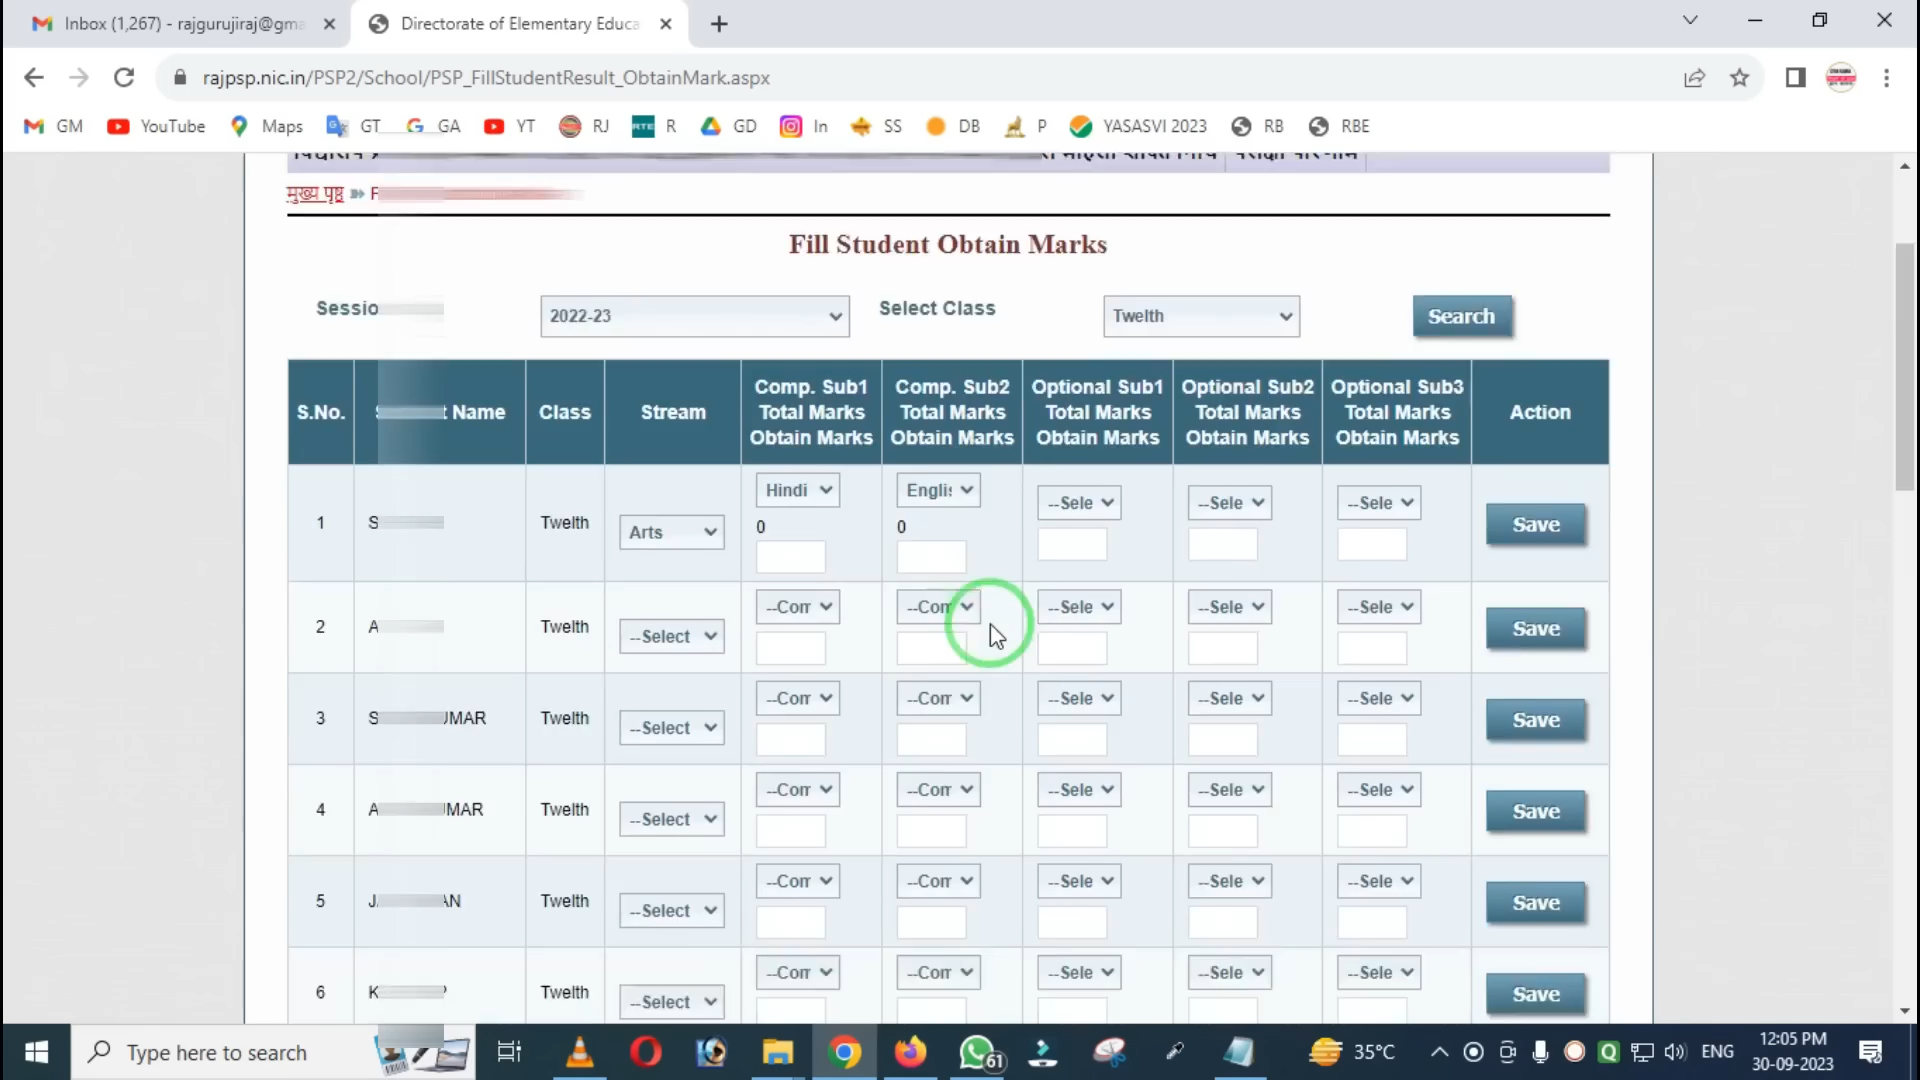 Inbox (1,267) - rajgurujiraj@gma
Directorate of Elementary Educa
rajpsp.nic.in/PSP2/School/PSP_FillStudentResult_ObtainMark.aspx
GM YouTube Maps GT GA YT RJ RTE R GD In SS DB P YASASVI 2023 RB RBE
मुख्य पृष्ठ F
Fill Student Obtain Marks
Sessio 2022-23 Select Class Twelth Search
S.No. Name Class Stream Comp. Sub1 Total Marks Obtain Marks Comp. Sub2 Total Marks Obtain Marks Optional Sub1 Total Marks Obtain Marks Optional Sub2 Total Marks Obtain Marks Optional Sub3 Total Marks Obtain Marks Action
1 S Twelth Arts Hindi 0 Englis 0 --Sele --Sele --Sele Save
2 A Twelth --Select --Com --Com --Sele --Sele --Sele Save
3 S UMAR Twelth --Select --Com --Com --Sele --Sele --Sele Save
4 A MAR Twelth --Select --Com --Com --Sele --Sele --Sele Save
5 J. AN Twelth --Select --Com --Com --Sele --Sele --Sele Save
6 K Twelth --Select --Com --Com --Sele --Sele --Sele Save
Type here to search
61
35°C
ENG
12:05 PM
30-09-2023